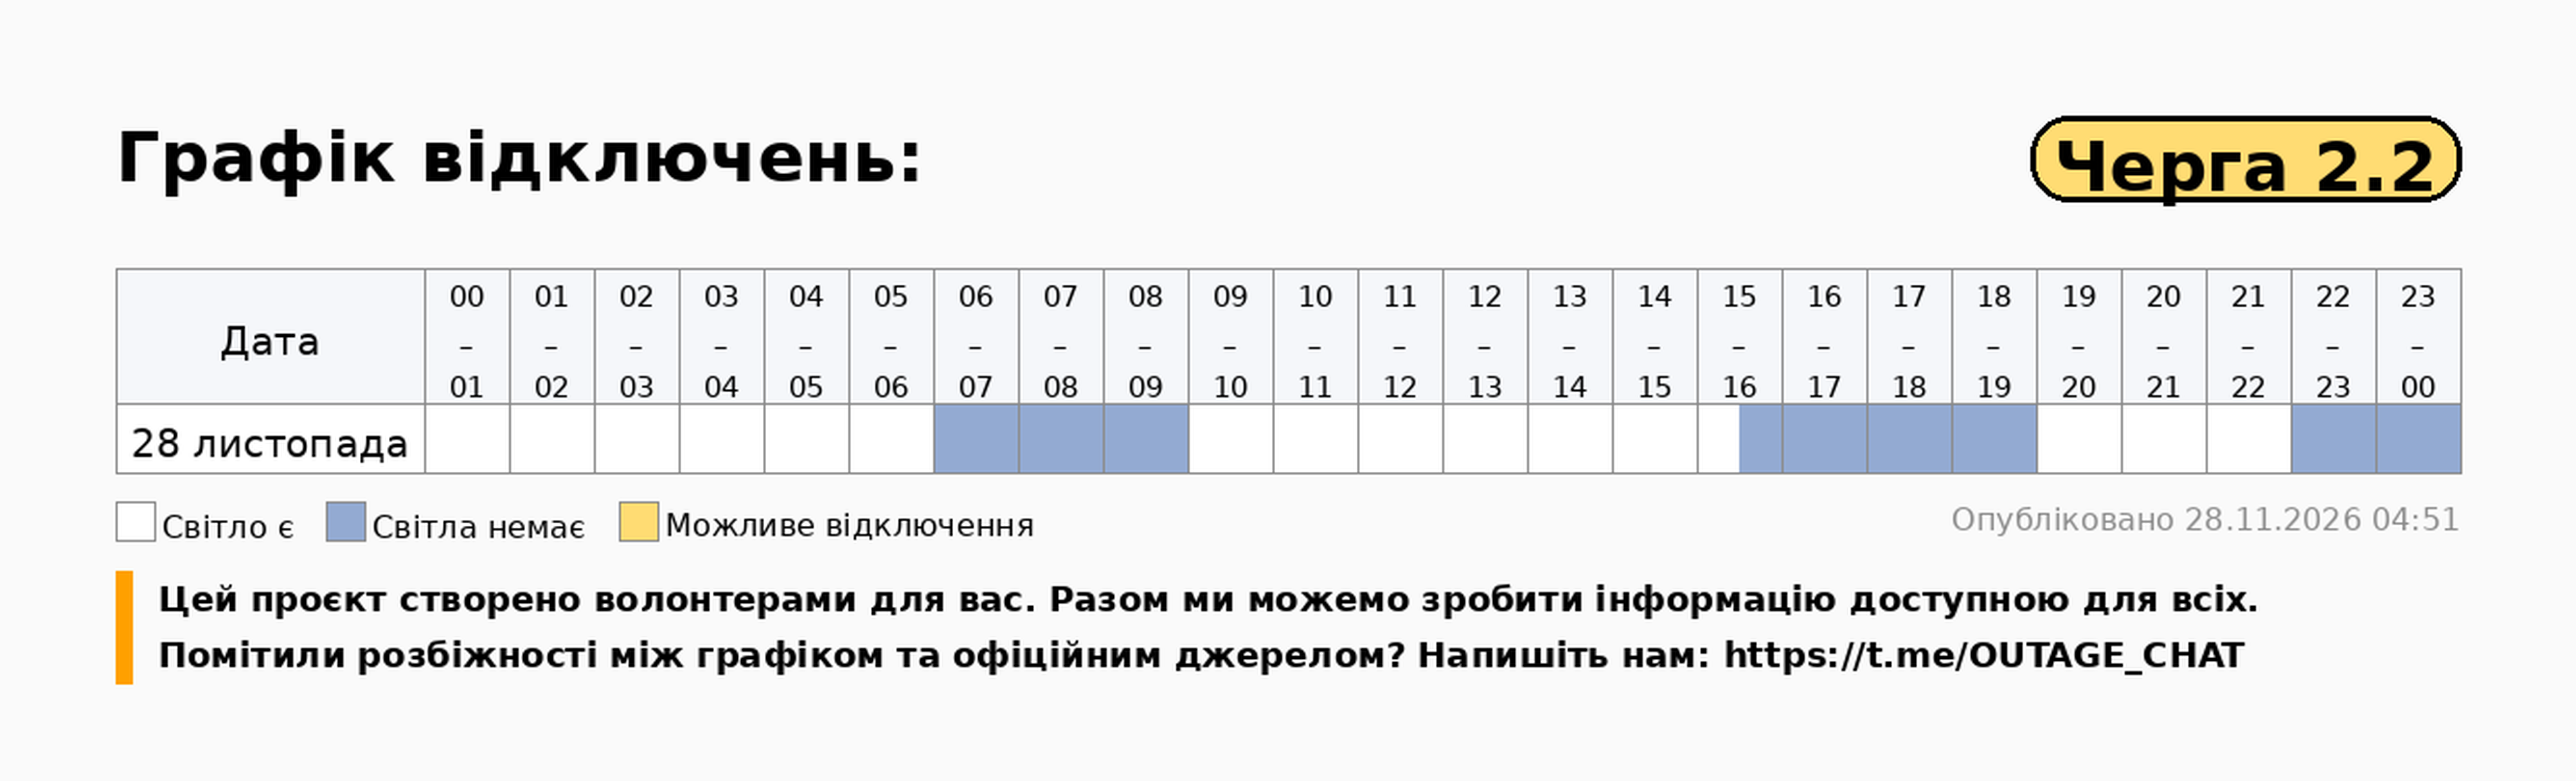 Графік відключень:
Черга 2.2
Дата 00 – 01 01 – 02 02 – 03 03 – 04 04 – 05 05 – 06 06 – 07 07 – 08 08 – 09 09 – 10 10 – 11 11 – 12 12 – 13 13 – 14 14 – 15 15 – 16 16 – 17 17 – 18 18 – 19 19 – 20 20 – 21 21 – 22 22 – 23 23 – 00
28 листопада
Світло є Світла немає Можливе відключення
Опубліковано 28.11.2026 04:51
Цей проєкт створено волонтерами для вас. Разом ми можемо зробити інформацію доступною для всіх.
Помітили розбіжності між графіком та офіційним джерелом? Напишіть нам: https://t.me/OUTAGE_CHAT